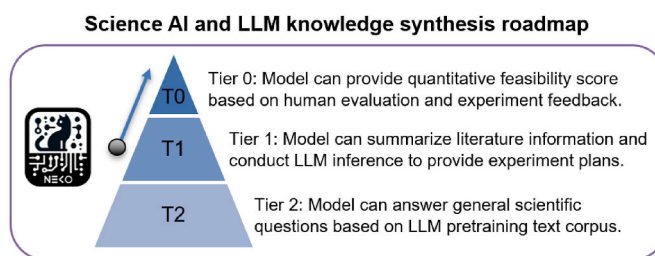 Science AI and LLM knowledge synthesis roadmap
T0
Tier 0: Model can provide quantitative feasibility score
based on human evaluation and experiment feedback.
NEKO
T1
Tier 1: Model can summarize literature information and
conduct LLM inference to provide experiment plans.
T2
Tier 2: Model can answer general scientific
questions based on LLM pretraining text corpus.